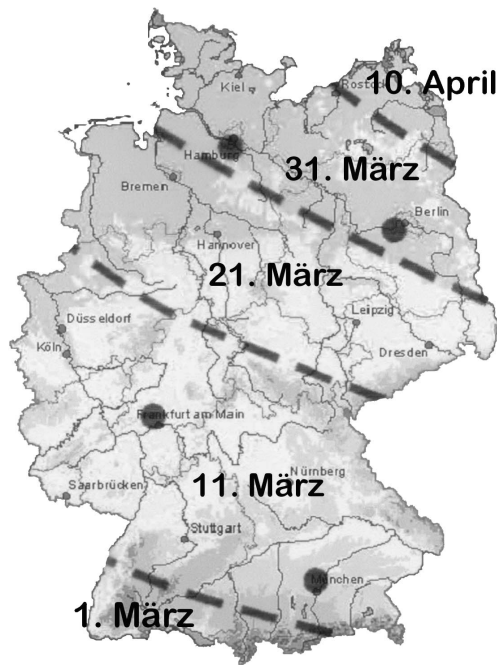 10. April
Rostock
Kiel
Hamburg
31. März
Bremen
Berlin
Hannover
21. März
Düsseldorf
Leipzig
Köln
Dresden
Frankfurt am Main
Nürnberg
11. März
Saarbrücken
Stuttgart
München
1. März